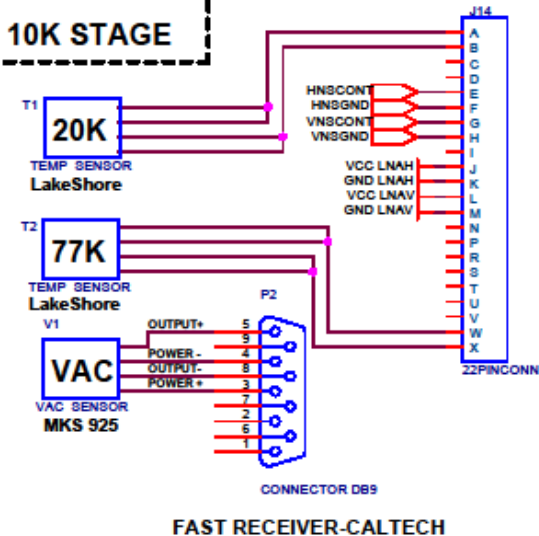 10K STAGE
J14
A
B
C
D
HNSCONT E
HNSGND F
VNSCONT G
VNSGND H
I
VCC LNAH J
GND LNAH K
VCC LNAV L
GND LNAV M
N
P
R
S
T
U
V
W
X
22PINCONN
T1
20K
TEMP SENSOR
LakeShore
T2
77K
TEMP SENSOR
LakeShore
V1
VAC
VAC SENSOR
MKS 925
P2
OUTPUT+ 5
9
POWER - 4
OUTPUT- 8
POWER + 3
7
2
6
1
CONNECTOR DB9
FAST RECEIVER-CALTECH